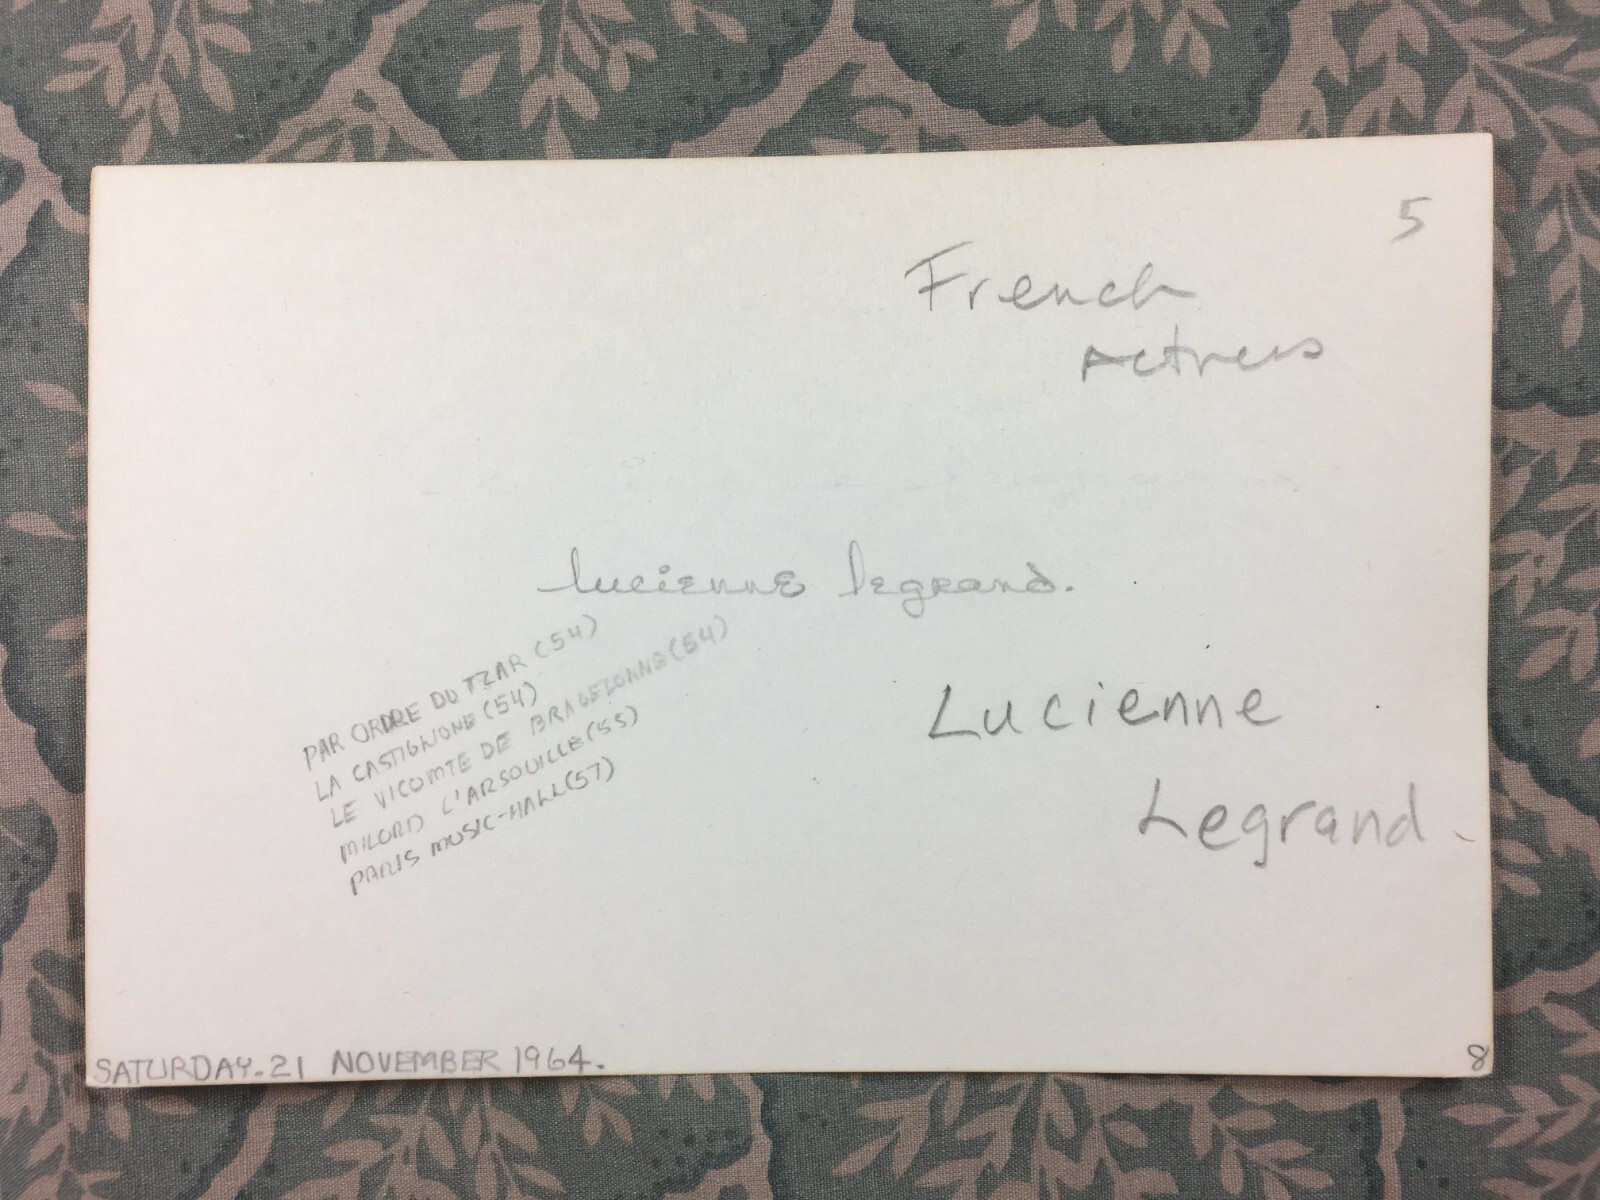 5
French
Actress
lucienne legrand.
PAR ORDRE DU TZAR (54)
LA CASTIGLIONE (54)
LE VICOMTE DE BRAGELONNE (54)
MILORD L'ARSOUILLE (55)
PARIS MUSIC-HALL (57)
Lucienne
Legrand
SATURDAY. 21 NOVEMBER 1964.
8